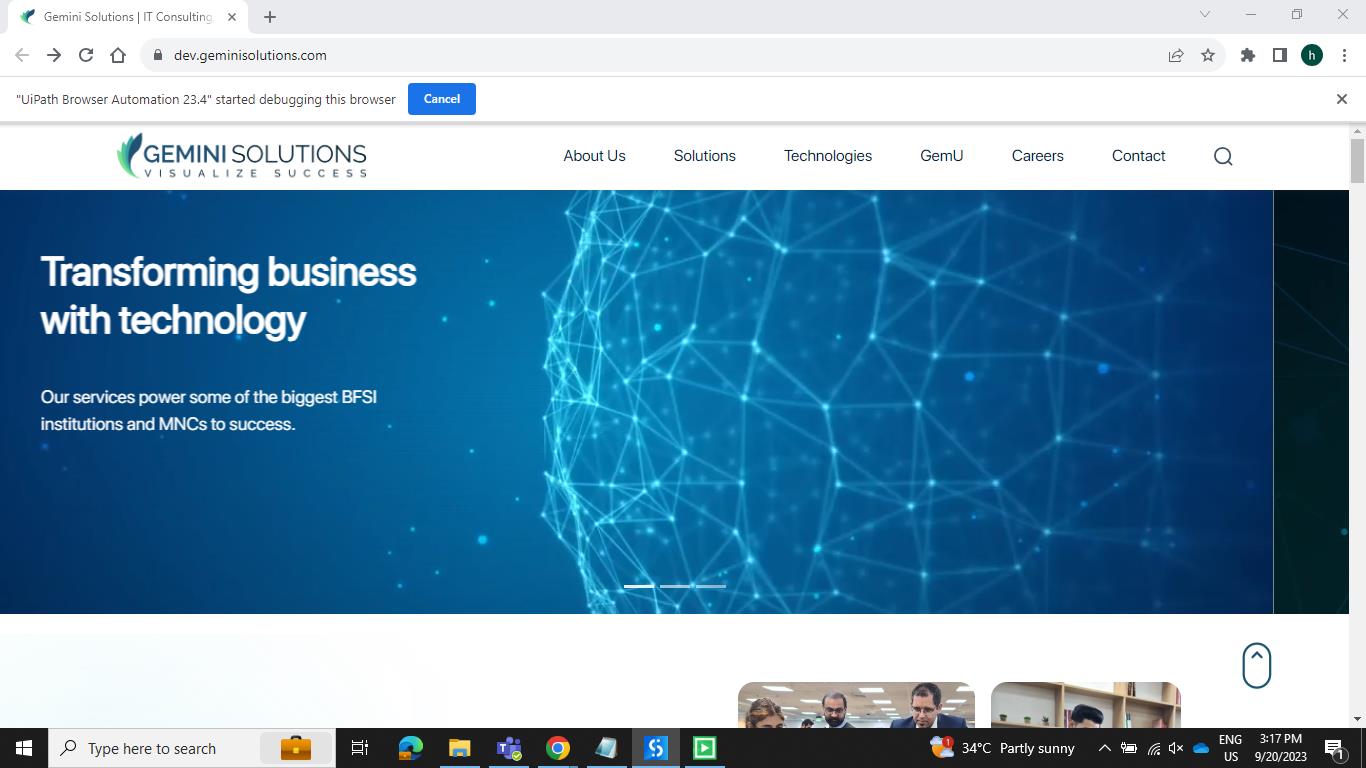 Gemini Solutions | IT Consulting
dev.geminisolutions.com
h
"UiPath Browser Automation 23.4" started debugging this browser
Cancel
GEMINI SOLUTIONS
VISUALIZE SUCCESS
About Us
Solutions
Technologies
GemU
Careers
Contact
Transforming business
with technology
Our services power some of the biggest BFSI
institutions and MNCs to success.
Type here to search
1
34°C Partly sunny
ENG
US
3:17 PM
9/20/2023
1